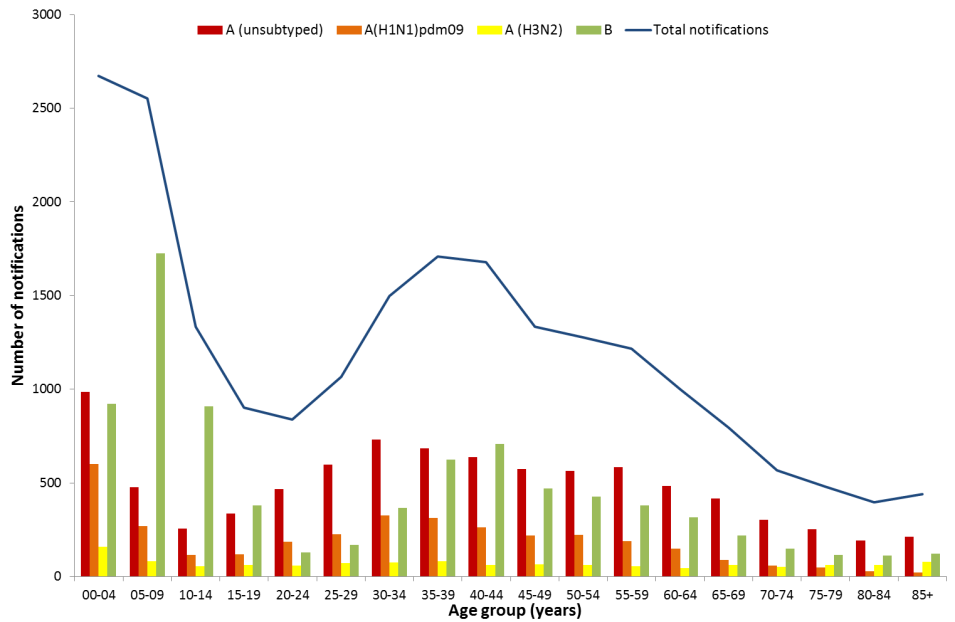 3000
A (unsubtyped) A(H1N1)pdm09 A (H3N2) B Total notifications
2500
2000
1500
1000
500
0
Number of notifications
00-04 05-09 10-14 15-19 20-24 25-29 30-34 35-39 40-44 45-49 50-54 55-59 60-64 65-69 70-74 75-79 80-84 85+
Age group (years)